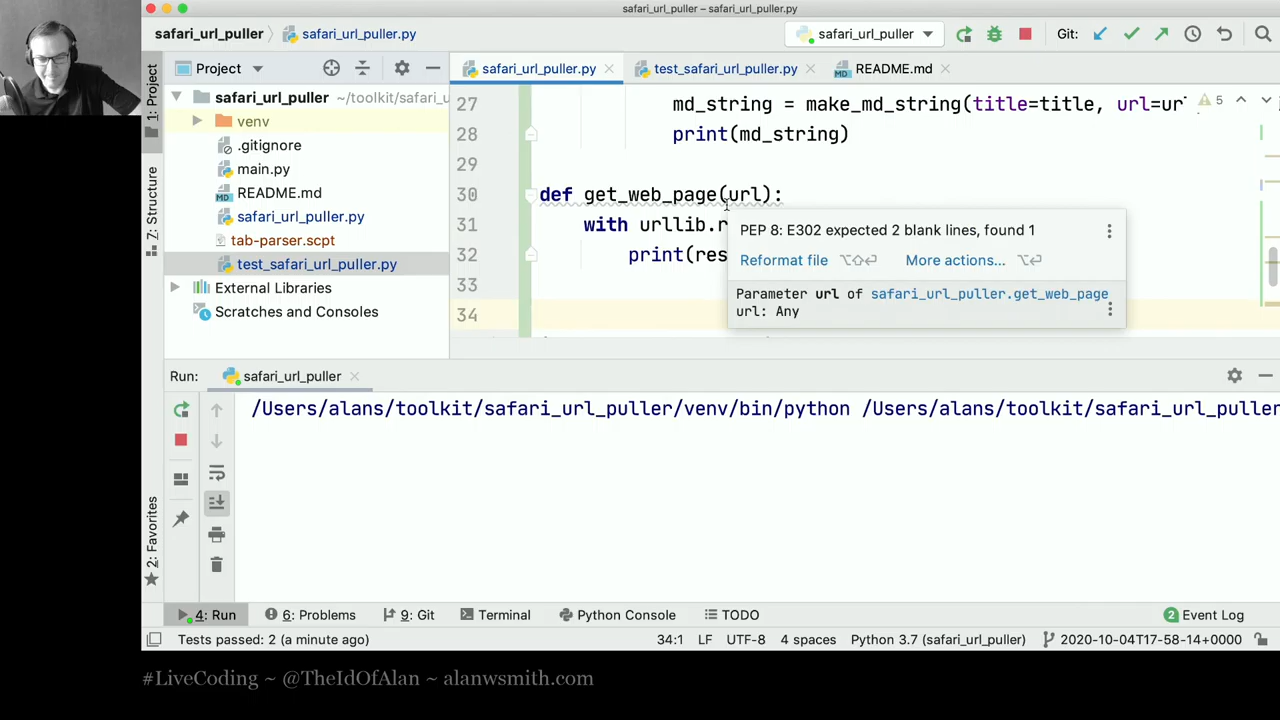 safari_url_puller – safari_url_puller.py
safari_url_puller
safari_url_puller.py
safari_url_puller
Git:
1: Project
Z: Structure
2: Favorites
Project
safari_url_puller ~/toolkit/safari_u
venv
.gitignore
main.py
README.md
safari_url_puller.py
tab-parser.scpt
test_safari_url_puller.py
External Libraries
Scratches and Consoles
safari_url_puller.py
test_safari_url_puller.py
README.md
5
27 md_string = make_md_string(title=title, url=ur
28 print(md_string)
29
30 def get_web_page(url):
31 with urllib.r
32 print(res
33
34
PEP 8: E302 expected 2 blank lines, found 1
Reformat file ⌥⇧⏎ More actions... ⌥⏎
Parameter url of safari_url_puller.get_web_page
url: Any
Run: safari_url_puller
/Users/alans/toolkit/safari_url_puller/venv/bin/python /Users/alans/toolkit/safari_url_puller
4: Run 6: Problems 9: Git Terminal Python Console TODO 2 Event Log
Tests passed: 2 (a minute ago) 34:1 LF UTF-8 4 spaces Python 3.7 (safari_url_puller) 2020-10-04T17-58-14+0000
#LiveCoding ~ @TheIdOfAlan ~ alanwsmith.com